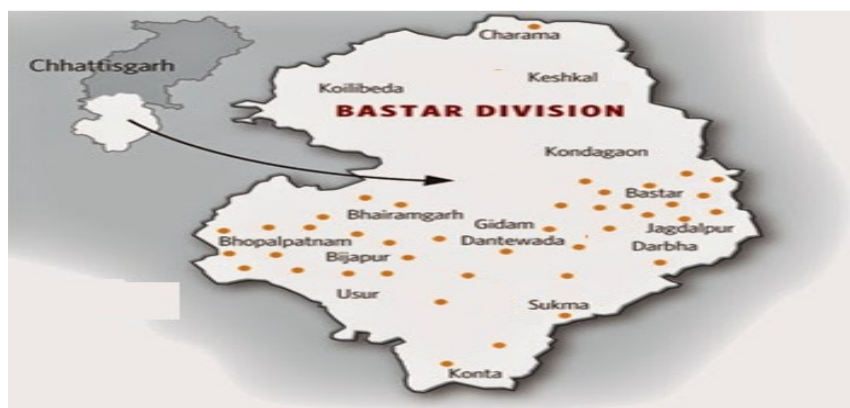 Charama
Chhattisgarh
Keshkal
Koilibeda
BASTAR DIVISION
Kondagaon
Bastar
Bhairamgarh
Gidam
Jagdalpur
Bhopalpatnam
Dantewada
Darbha
Bijapur
Usur
Sukma
Konta